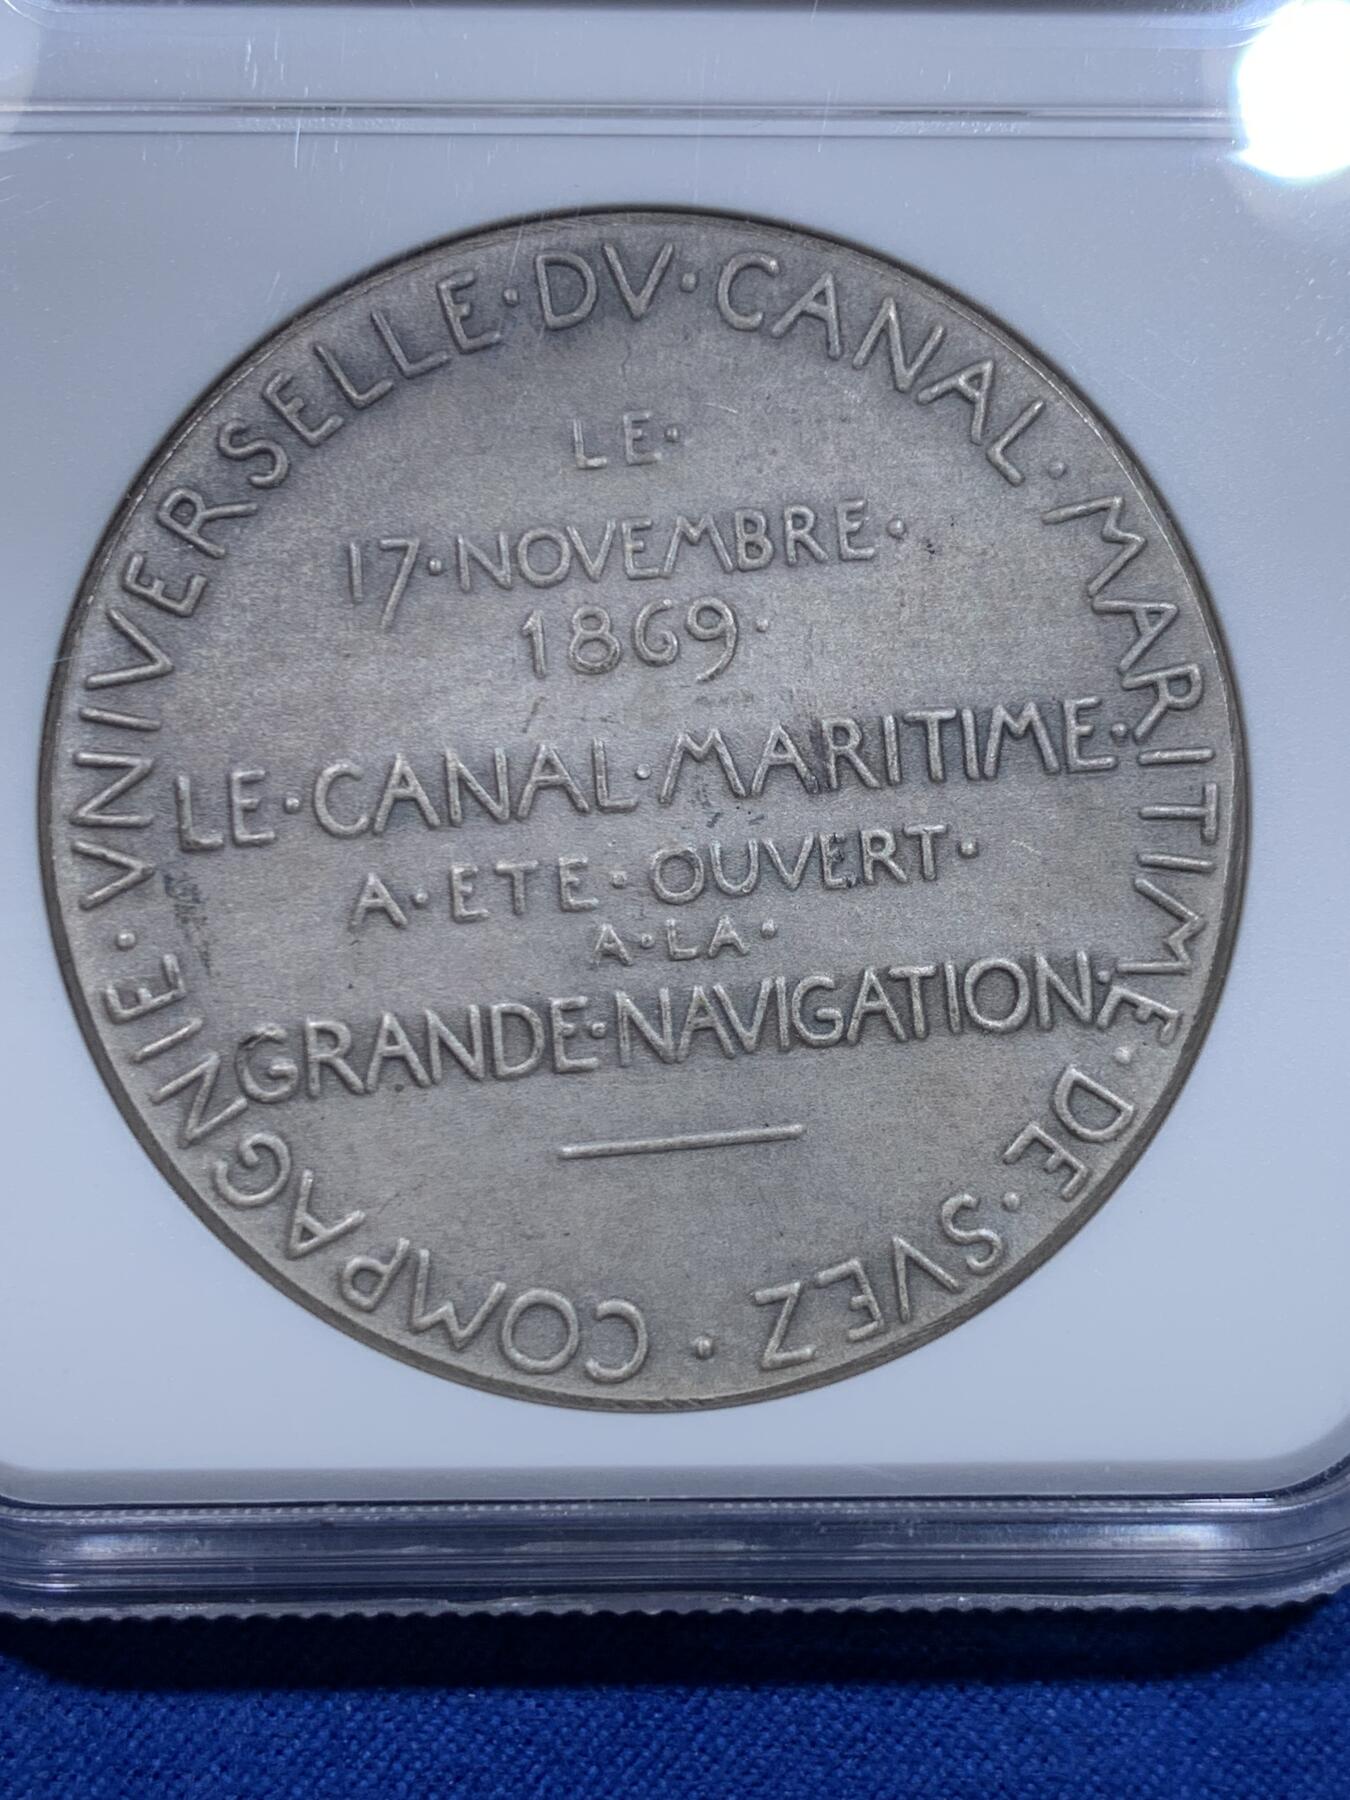 COMPAGNIE·VNIVERSELLE·DV·CANAL·MARITIME·DE·SVEZ·
LE·
17·NOVEMBRE·
1869·
LE·CANAL·MARITIME·
A·ETE·OUVERT·
A·LA·
GRANDE·NAVIGATION·